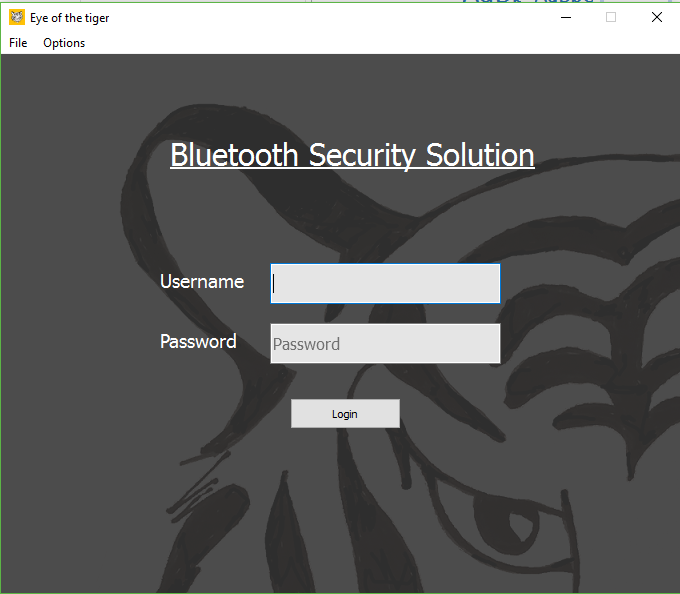 Eye of the tiger
File Options
Bluetooth Security Solution
Username
Password Password
Login